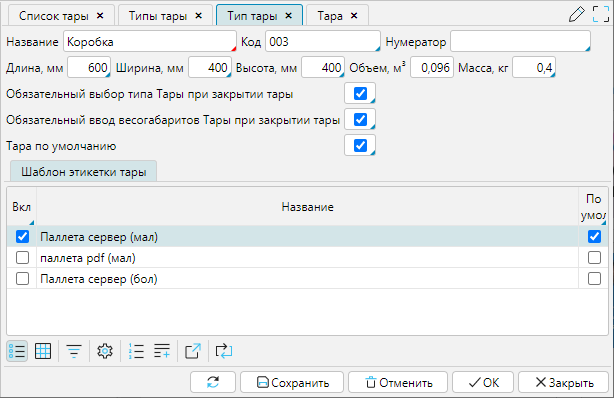 Список тары × Типы тары × Тип тары × Тара ×
Название Коробка Код 003 Нумератор
Длина, мм 600 Ширина, мм 400 Высота, мм 400 Объем, м³ 0,096 Масса, кг 0,4
Обязательный выбор типа Тары при закрытии тары
Обязательный ввод весогабаритов Тары при закрытии тары
Тара по умолчанию
Шаблон этикетки тары
Вкл Название По умол
Паллета сервер (мал)
паллета pdf (мал)
Паллета сервер (бол)
Сохранить Отменить OK Закрыть